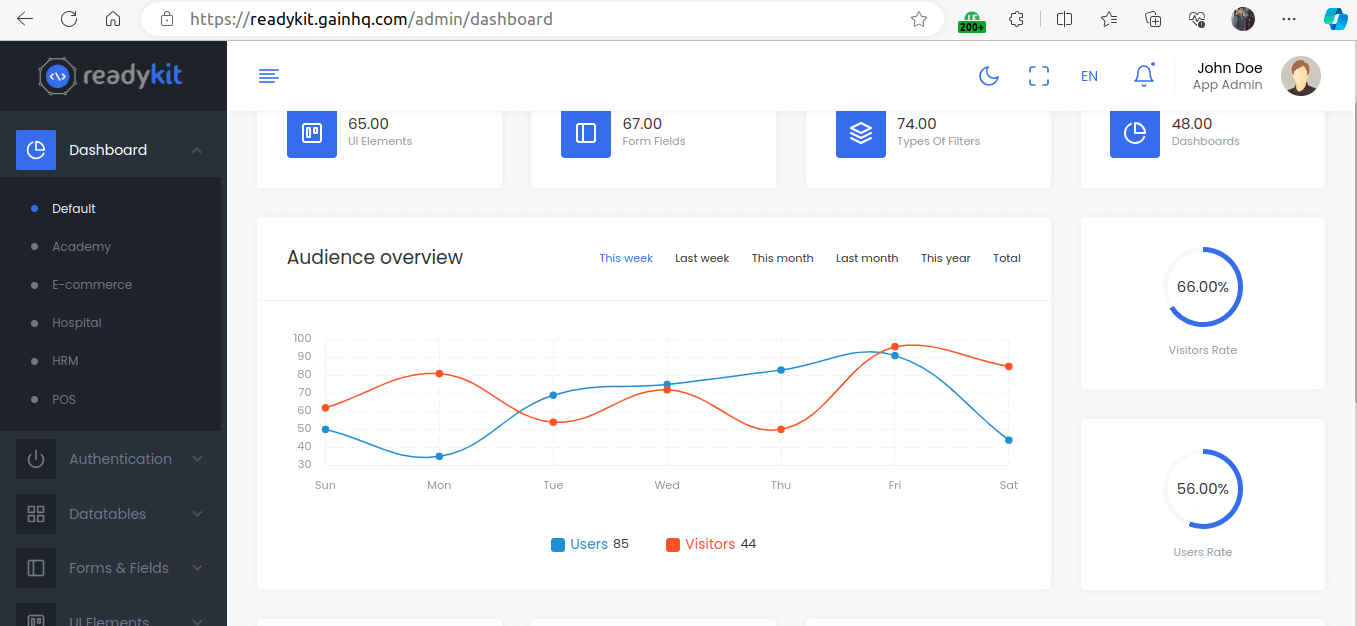 https://readykit.gainhq.com/admin/dashboard
200+
readykit
EN
John Doe
App Admin
Dashboard
Default
Academy
E-commerce
Hospital
HRM
POS
Authentication
Datatables
Forms & Fields
UI Elements
65.00
UI Elements
67.00
Form Fields
74.00
Types Of Filters
48.00
Dashboards
Audience overview
This week Last week This month Last month This year Total
100
90
80
70
60
50
40
30
Sun Mon Tue Wed Thu Fri Sat
Users 85 Visitors 44
66.00%
Visitors Rate
56.00%
Users Rate